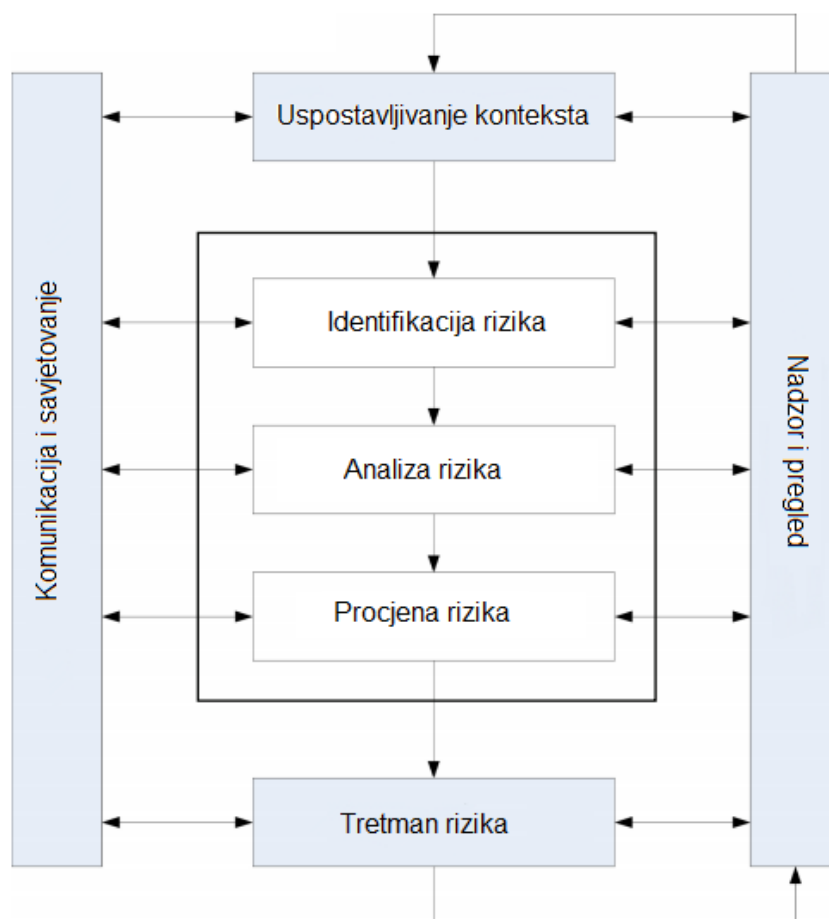 Uspostavljivanje konteksta
Komunikacija i savjetovanje
Identifikacija rizika
Analiza rizika
Procjena rizika
Nadzor i pregled
Tretman rizika